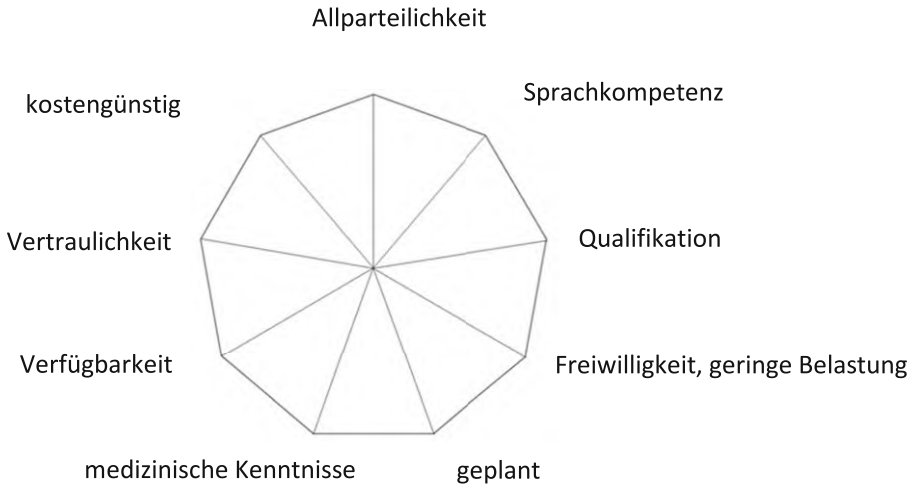 Allparteilichkeit
kostengünstig
Sprachkompetenz
Vertraulichkeit
Qualifikation
Verfügbarkeit
Freiwilligkeit, geringe Belastung
medizinische Kenntnisse
geplant